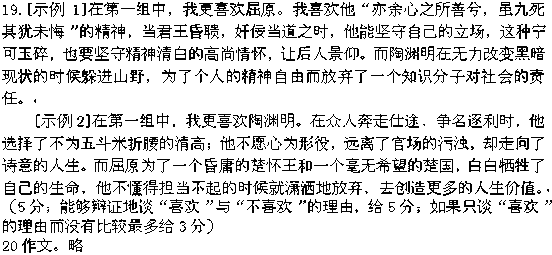 19. [示例 1]在第一组中，我更喜欢屈原。我喜欢他“亦余心之所善兮，虽九死
其犹未悔”的精神，当君王昏聩，奸佞当道之时，他能坚守自己的立场，这种宁
可玉碎，也要坚守精神清白的高尚情怀，让后人景仰。而陶渊明在无力改变黑暗
现状的时候躲进山野，为了个人的精神自由而放弃了一个知识分子对社会的责
任。.
[示例 2]在第一组中，我更喜欢陶渊明。在众人奔走仕途、争名逐利时，他
选择了不为五斗米折腰的清高；他不愿心为形役，远离了官场的污浊，却走向了
诗意的人生。而屈原为了一个昏庸的楚怀王和一个毫无希望的楚国，白白牺牲了
自己的生命，他不懂得担当不起的时候就潇洒地放弃，去创造更多的人生价值。.
（5 分；能够辩证地谈“喜欢”与“不喜欢”的理由，给 5 分；如果只谈“喜欢”
的理由而没有比较最多给 3 分）
20 作文。略